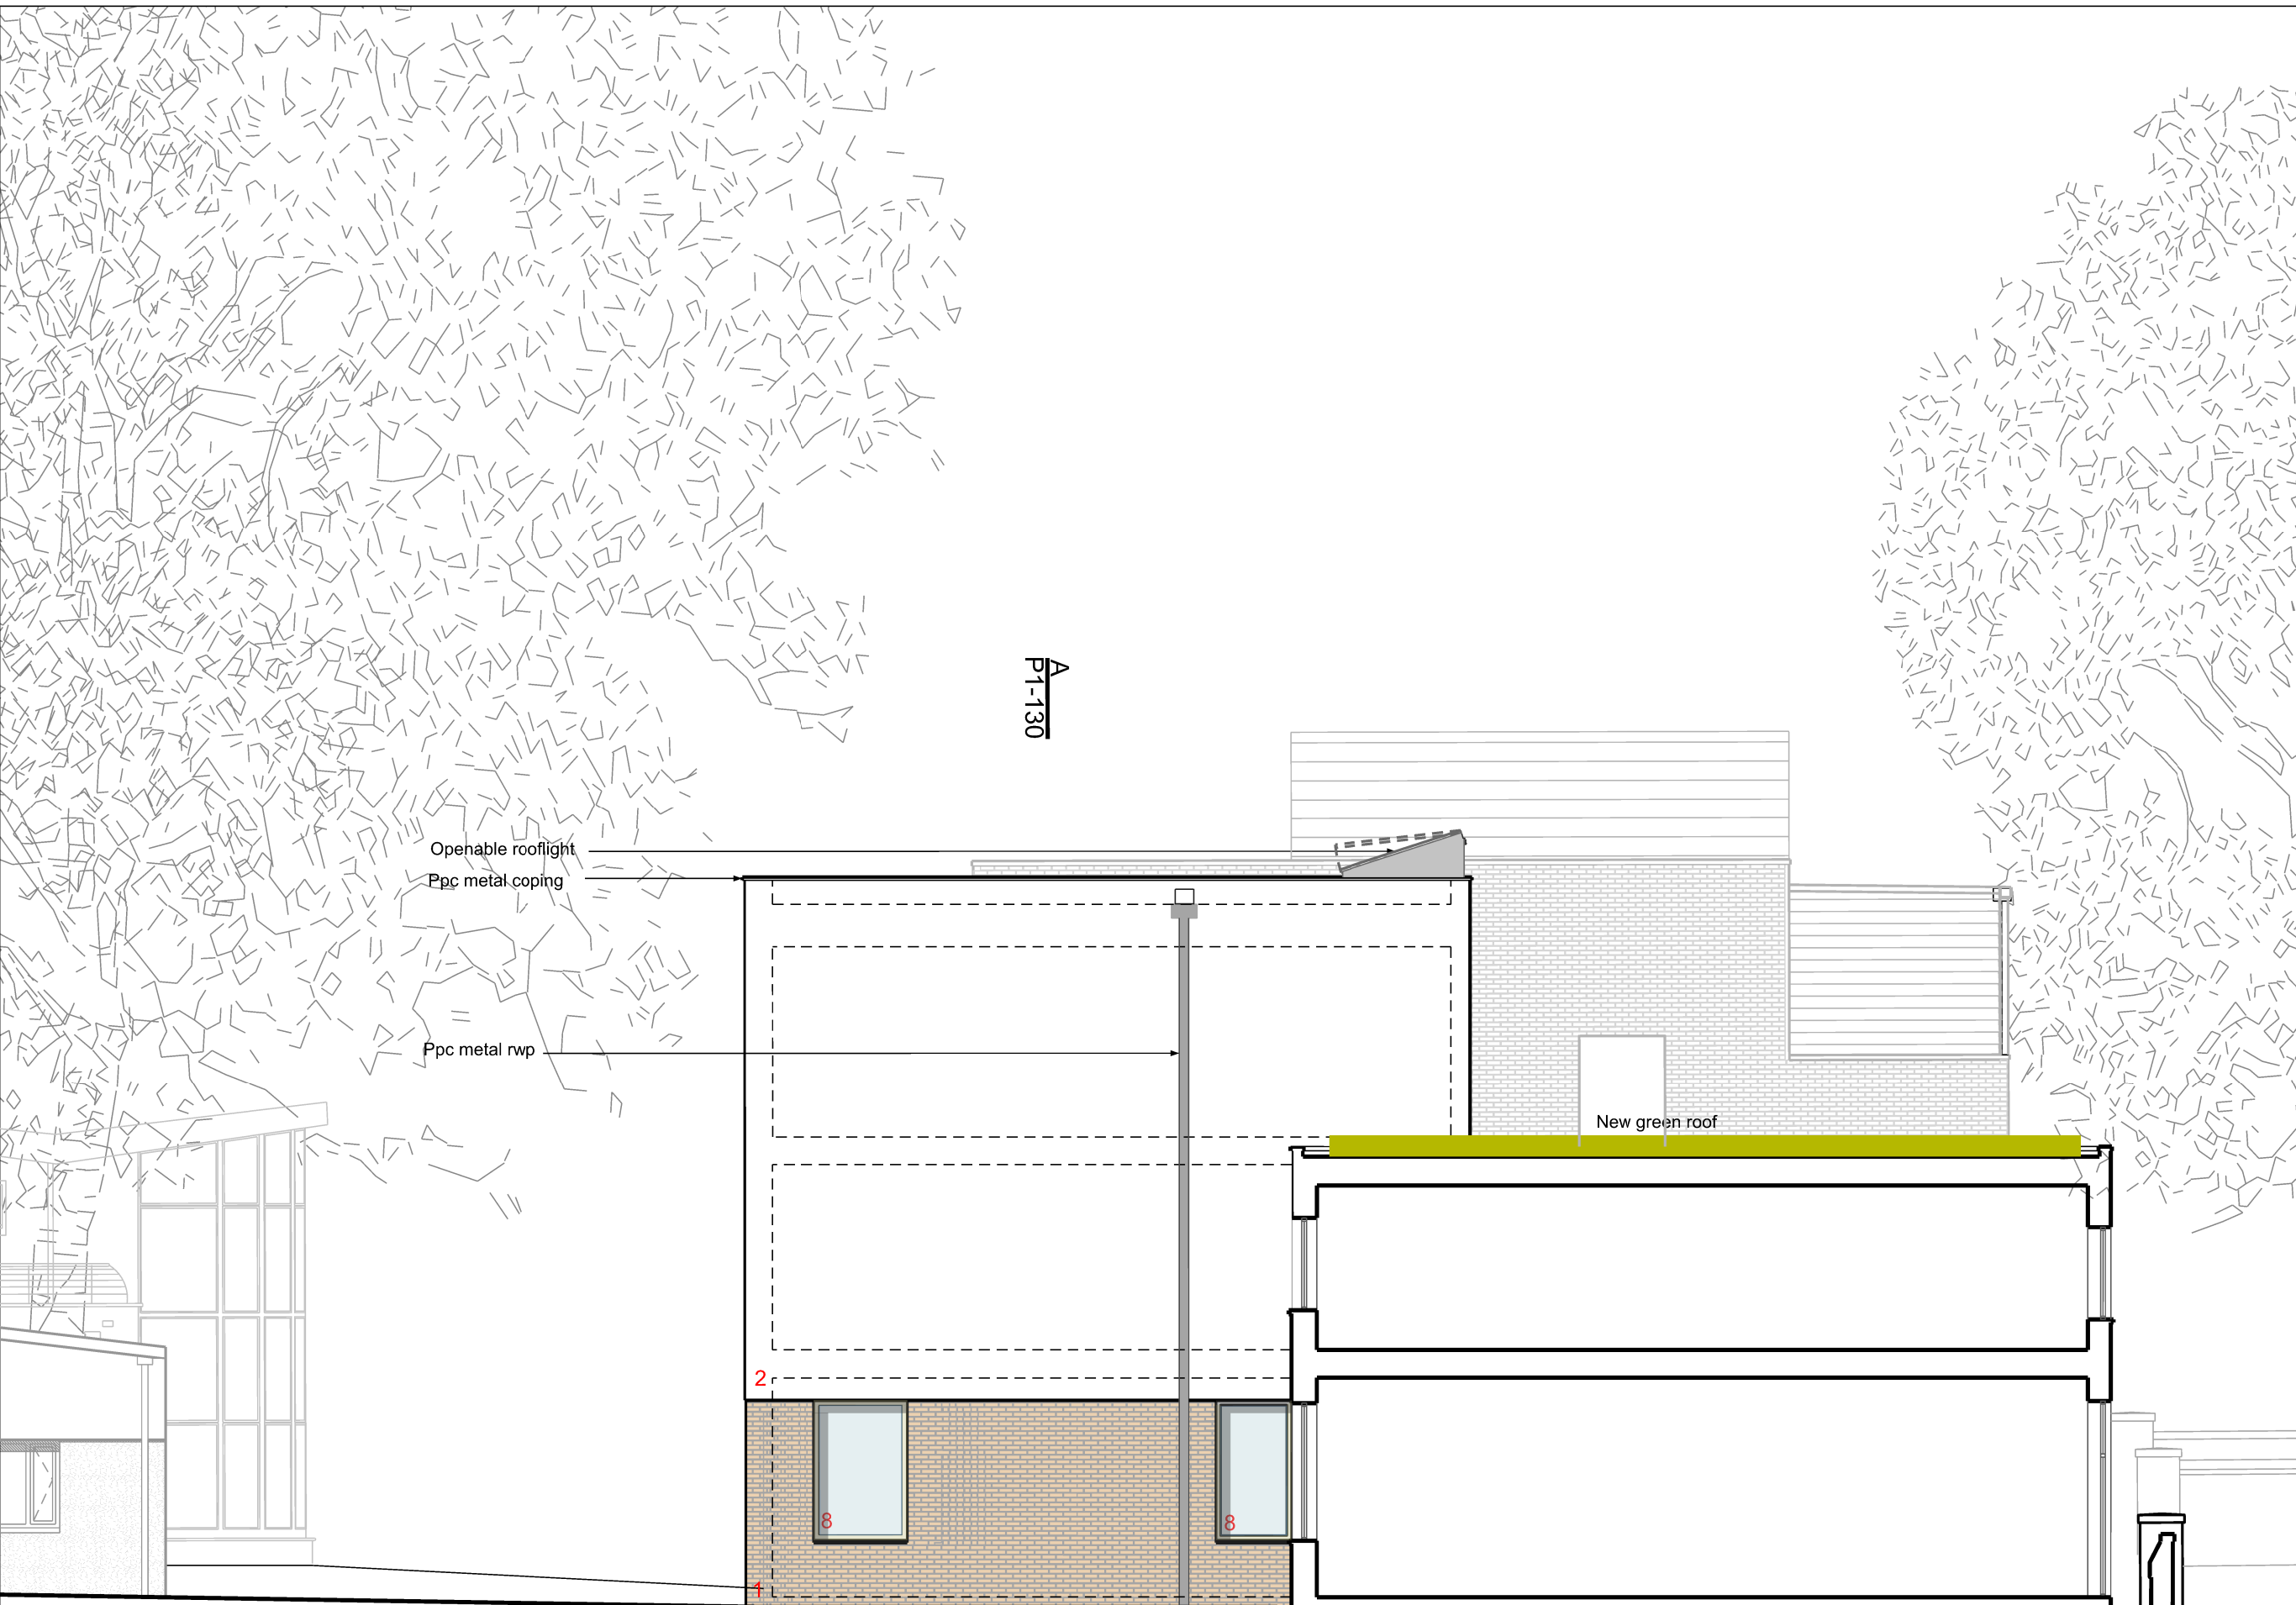 A
P1-130
Openable rooflight
Ppc metal coping
Ppc metal rwp
New green roof
2
8
8
1